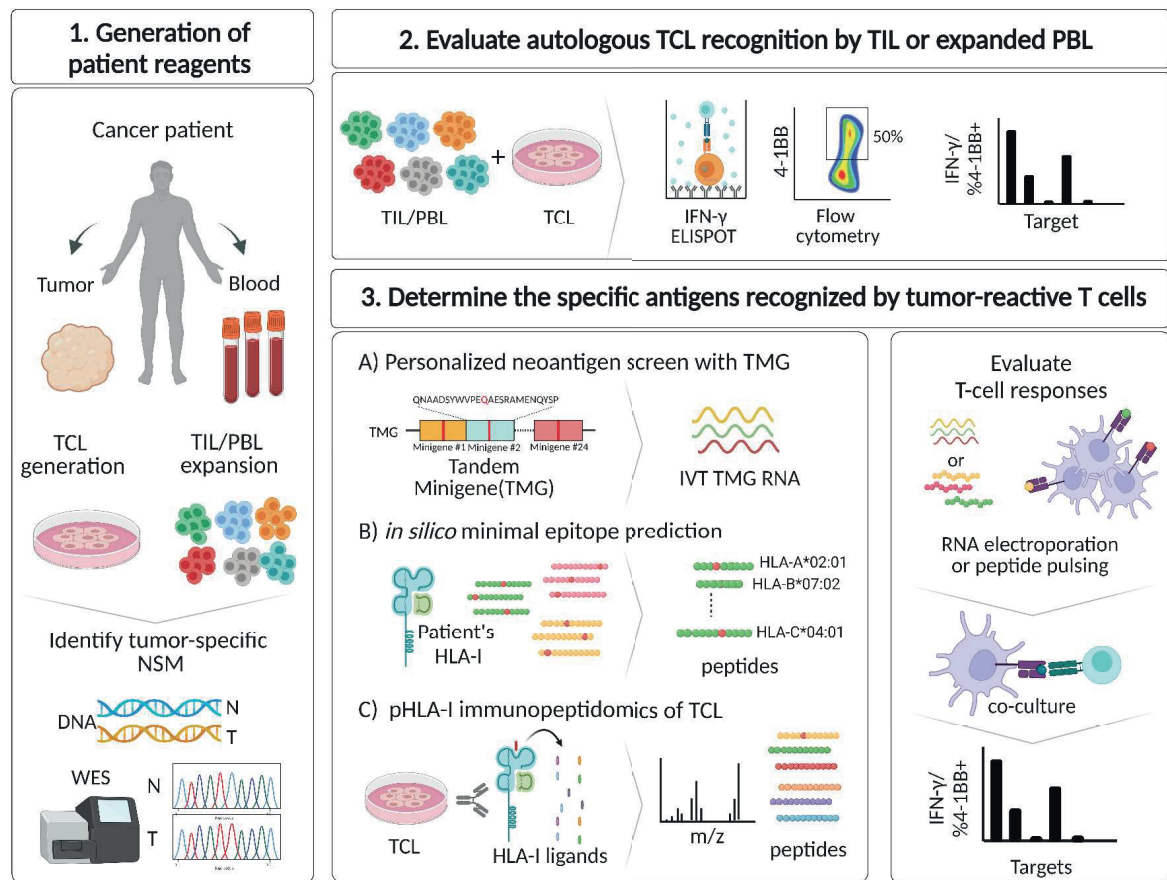 1. Generation of
patient reagents
Cancer patient
Tumor
Blood
TCL
generation
TIL/PBL
expansion
Identify tumor-specific
NSM
DNA
N
T
WES
N
T
2. Evaluate autologous TCL recognition by TIL or expanded PBL
+
TIL/PBL
TCL
IFN-γ
ELISPOT
4-1BB
50%
Flow
cytometry
IFN-γ/
%4-1BB+
Target
3. Determine the specific antigens recognized by tumor-reactive T cells
A) Personalized neoantigen screen with TMG
QNAADSYWVPEQAESRAMENQYSP
TMG
Minigene #1
Minigene #2
Minigene #24
Tandem
Minigene(TMG)
IVT TMG RNA
B) in silico minimal epitope prediction
Patient's
HLA-I
HLA-A*02:01
HLA-B*07:02
HLA-C*04:01
peptides
C) pHLA-I immunopeptidomics of TCL
TCL
HLA-I ligands
m/z
peptides
Evaluate
T-cell responses
or
RNA electroporation
or peptide pulsing
co-culture
IFN-γ/
%4-1BB+
Targets